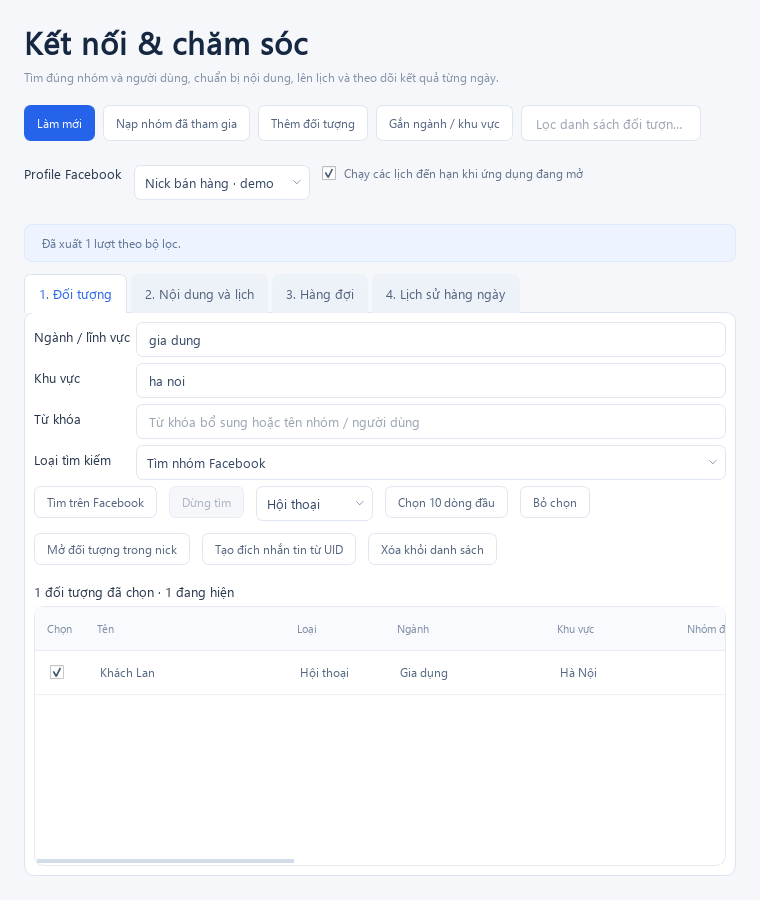 Kết nối & chăm sóc
Tìm đúng nhóm và người dùng, chuẩn bị nội dung, lên lịch và theo dõi kết quả từng ngày.
Làm mới
Nạp nhóm đã tham gia
Thêm đối tượng
Gắn ngành / khu vực
Lọc danh sách đối tượn...
Profile Facebook
Nick bán hàng · demo
Chạy các lịch đến hạn khi ứng dụng đang mở
Đã xuất 1 lượt theo bộ lọc.
1. Đối tượng
2. Nội dung và lịch
3. Hàng đợi
4. Lịch sử hàng ngày
Ngành / lĩnh vực
gia dung
Khu vực
ha noi
Từ khóa
Từ khóa bổ sung hoặc tên nhóm / người dùng
Loại tìm kiếm
Tìm nhóm Facebook
Tìm trên Facebook
Dừng tìm
Hội thoại
Chọn 10 dòng đầu
Bỏ chọn
Mở đối tượng trong nick
Tạo đích nhắn tin từ UID
Xóa khỏi danh sách
1 đối tượng đã chọn · 1 đang hiện
Chọn
Tên
Loại
Ngành
Khu vực
Nhóm đ
Khách Lan
Hội thoại
Gia dụng
Hà Nội